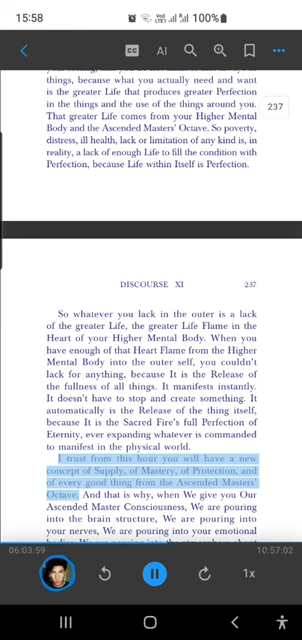 15:58
100%
CC
AI
237
things, because what you actually need and want
is the greater Life that produces greater Perfection
in the things and the use of the things around you.
That greater Life comes from your Higher Mental
Body and the Ascended Masters' Octave. So poverty,
distress, ill health, lack or limitation of any kind is, in
reality, a lack of enough Life to fill the condition with
Perfection, because Life within Itself is Perfection.
DISCOURSE XI 237
So whatever you lack in the outer is a lack
of the greater Life, the greater Life Flame in the
Heart of your Higher Mental Body. When you
have enough of that Heart Flame from the Higher
Mental Body into the outer self, you couldn't
lack for anything, because It is the Release of
the fullness of all things. It manifests instantly.
It doesn't have to stop and create something. It
automatically is the Release of the thing itself,
because It is the Sacred Fire's full Perfection of
Eternity, ever expanding whatever is commanded
to manifest in the physical world.
I trust from this hour you will have a new
concept of Supply, of Mastery, of Protection, and
of every good thing from the Ascended Masters'
Octave. And that is why, when We give you Our
Ascended Master Consciousness, We are pouring
into the brain structure, We are pouring into
your nerves, We are pouring into your emotional
06:03:59
10:57:02
1x